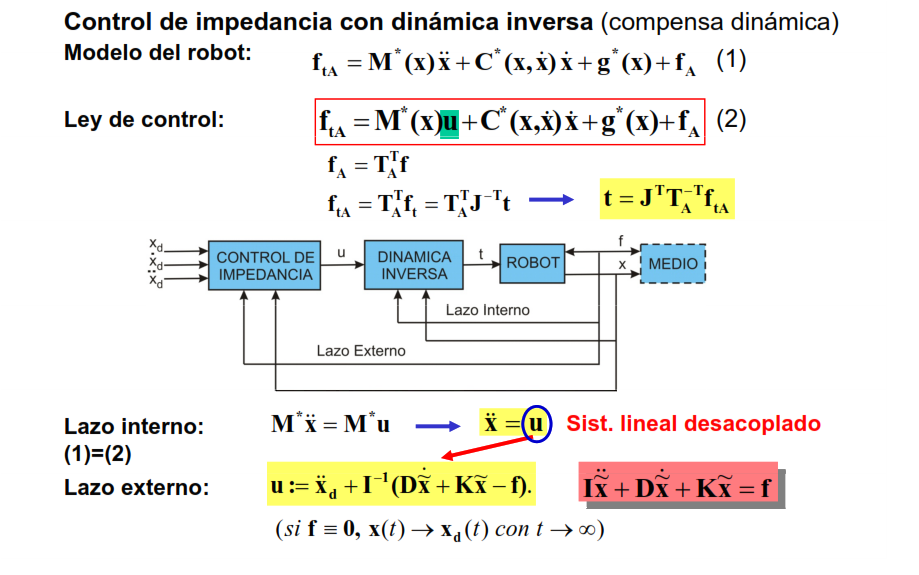 Control de impedancia con dinámica inversa (compensa dinámica)
Modelo del robot: f_tA = M*(x)ẍ + C*(x,ẋ)ẋ + g*(x) + f_A (1)
Ley de control: f_tA = M*(x)u + C*(x,ẋ)ẋ + g*(x) + f_A (2)
f_A = T_A^T f
f_tA = T_A^T f_t = T_A^T J^-T t → t = J^T T_A^-T f_tA
x_d
ẋ_d
ẍ_d
CONTROL DE
IMPEDANCIA
u
DINAMICA
INVERSA
t
ROBOT
f
x
MEDIO
Lazo Interno
Lazo Externo
Lazo interno: M*ẍ = M*u → ẍ = u Sist. lineal desacoplado
(1)=(2)
Lazo externo: u := ẍ_d + I^-1(Dx̃̇ + Kx̃ − f). Ix̃̈ + Dx̃̇ + Kx̃ = f
(si f ≡ 0, x(t) → x_d(t) con t → ∞)